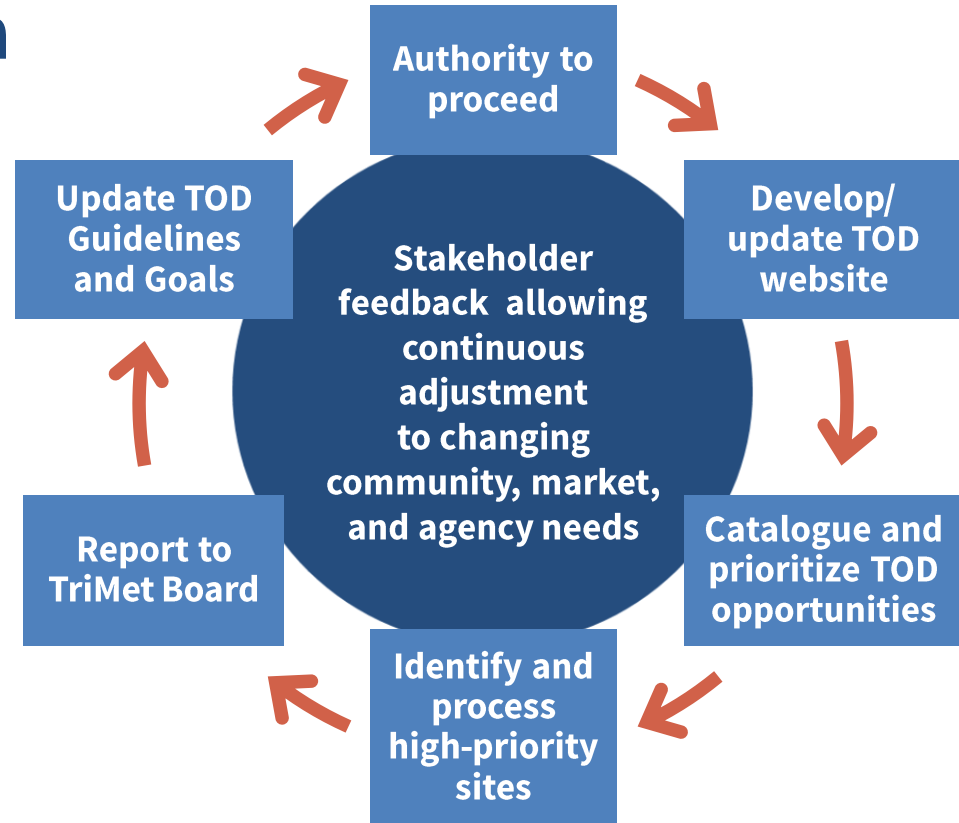 n
Authority to
proceed
Develop/
update TOD
website
Catalogue and
prioritize TOD
opportunities
Identify and
process
high-priority
sites
Report to
TriMet Board
Update TOD
Guidelines
and Goals
Stakeholder
feedback  allowing
continuous
adjustment
to changing
community, market,
and agency needs